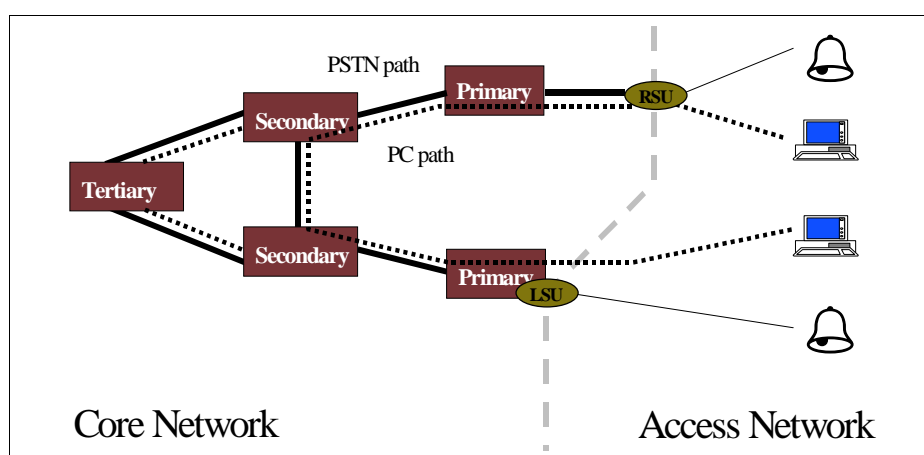 PSTN path
Primary
RSU
Secondary
PC path
Tertiary
Secondary
Primary
LSU
Core Network
Access Network